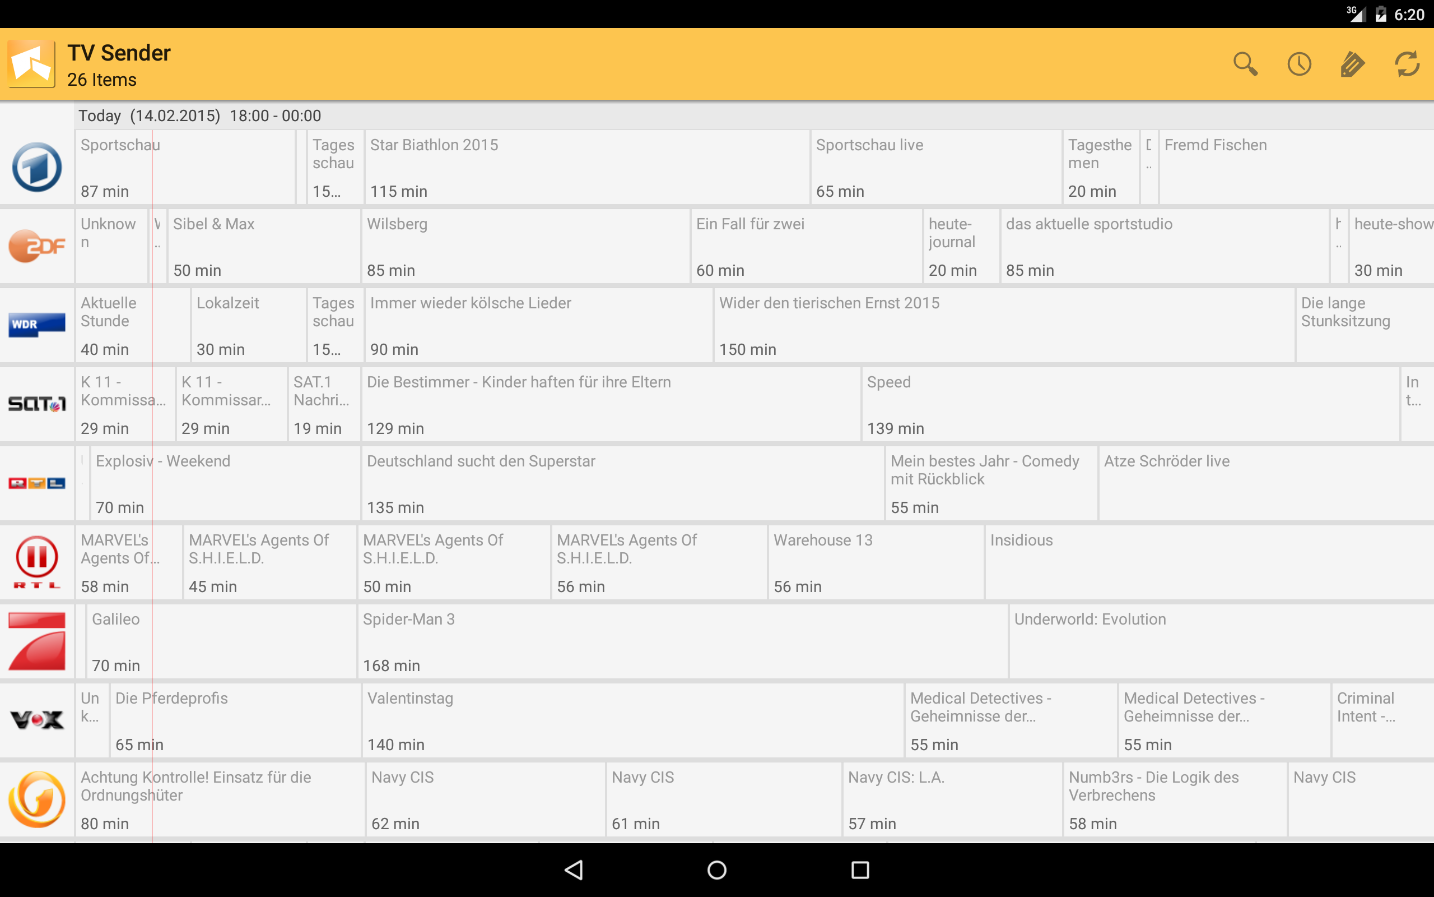 3G 6:20
TV Sender
26 Items
Today (14.02.2015) 18:00 - 00:00
1
Sportschau
87 min
Tages
schau
15...
Star Biathlon 2015
115 min
Sportschau live
65 min
Tagesthe
men
20 min
..
Fremd Fischen
2DF
Unknow
n
..
Sibel & Max
50 min
Wilsberg
85 min
Ein Fall für zwei
60 min
heute-
journal
20 min
das aktuelle sportstudio
85 min
..
heute-show
30 min
WDR
Aktuelle
Stunde
40 min
Lokalzeit
30 min
Tages
schau
15...
Immer wieder kölsche Lieder
90 min
Wider den tierischen Ernst 2015
150 min
Die lange
Stunksitzung
SAT.1
K 11 -
Kommissa...
29 min
K 11 -
Kommissar...
29 min
SAT.1
Nachri...
19 min
Die Bestimmer - Kinder haften für ihre Eltern
129 min
Speed
139 min
In
t...
RTL
Explosiv - Weekend
70 min
Deutschland sucht den Superstar
135 min
Mein bestes Jahr - Comedy
mit Rückblick
55 min
Atze Schröder live
RTL
MARVEL's
Agents Of...
58 min
MARVEL's Agents Of
S.H.I.E.L.D.
45 min
MARVEL's Agents Of
S.H.I.E.L.D.
50 min
MARVEL's Agents Of
S.H.I.E.L.D.
56 min
Warehouse 13
56 min
Insidious
Galileo
70 min
Spider-Man 3
168 min
Underworld: Evolution
VOX
Un
k...
Die Pferdeprofis
65 min
Valentinstag
140 min
Medical Detectives -
Geheimnisse der...
55 min
Medical Detectives -
Geheimnisse der...
55 min
Criminal
Intent -...
Achtung Kontrolle! Einsatz für die
Ordnungshüter
80 min
Navy CIS
62 min
Navy CIS
61 min
Navy CIS: L.A.
57 min
Numb3rs - Die Logik des
Verbrechens
58 min
Navy CIS